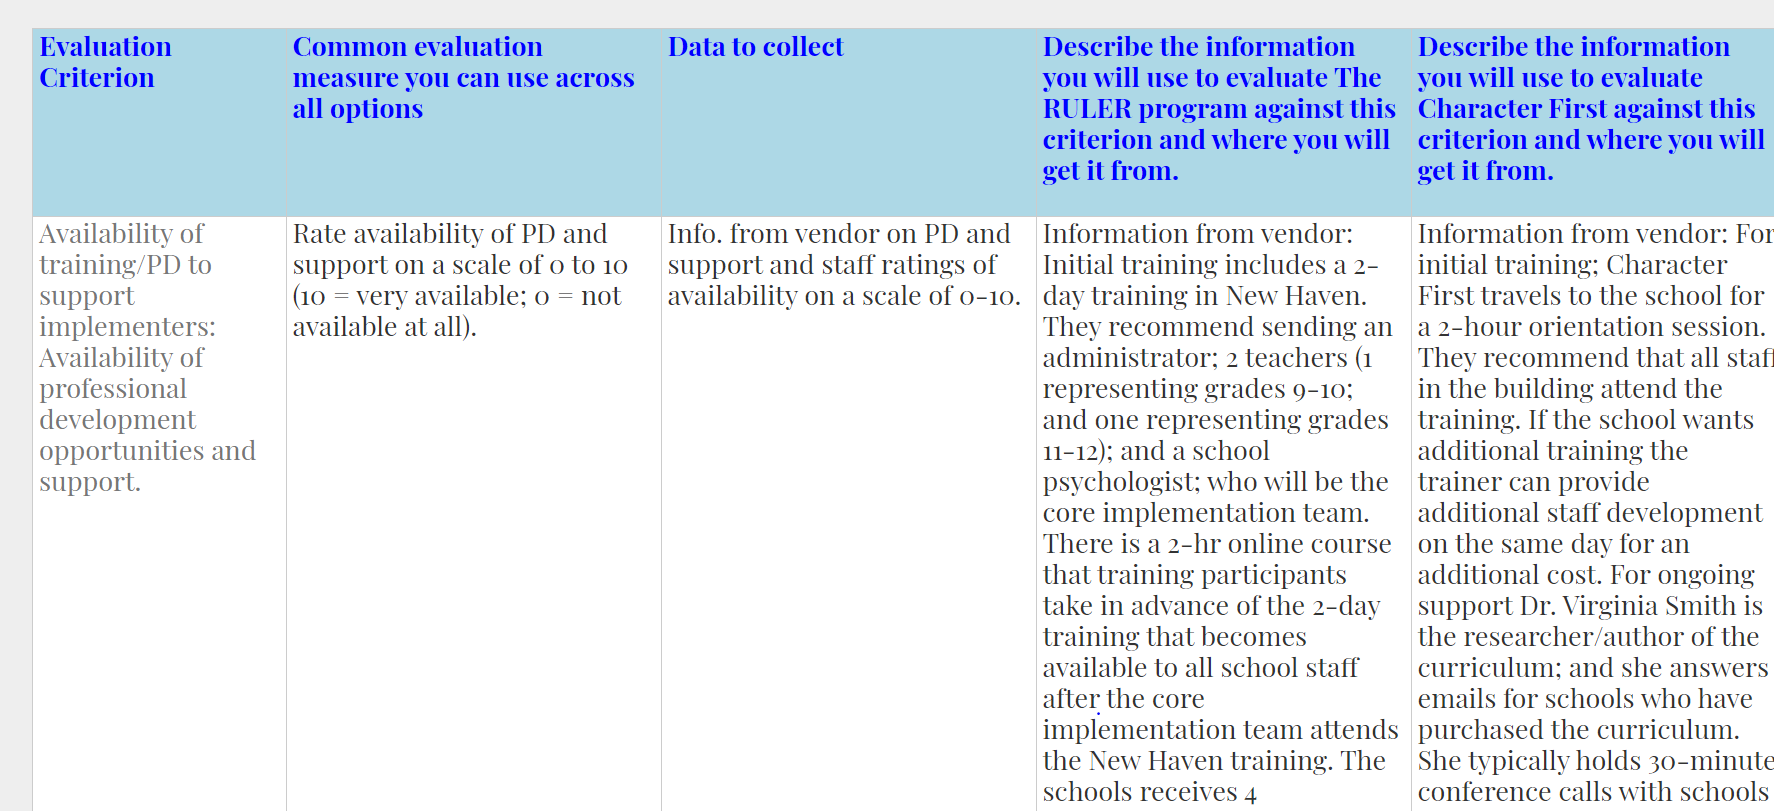 Evaluation
Criterion
Common evaluation
measure you can use across
all options
Data to collect
Describe the information
you will use to evaluate The
RULER program against this
criterion and where you will
get it from.
Describe the information
you will use to evaluate
Character First against this
criterion and where you will
get it from.
Availability of
training/PD to
support
implementers:
Availability of
professional
development
opportunities and
support.
Rate availability of PD and
support on a scale of 0 to 10
(10 = very available; 0 = not
available at all).
Info. from vendor on PD and
support and staff ratings of
availability on a scale of 0-10.
Information from vendor:
Initial training includes a 2-
day training in New Haven.
They recommend sending an
administrator; 2 teachers (1
representing grades 9-10;
and one representing grades
11-12); and a school
psychologist; who will be the
core implementation team.
There is a 2-hr online course
that training participants
take in advance of the 2-day
training that becomes
available to all school staff
after the core
implementation team attends
the New Haven training. The
schools receives 4
Information from vendor: For
initial training; Character
First travels to the school for
a 2-hour orientation session.
They recommend that all staff
in the building attend the
training. If the school wants
additional training the
trainer can provide
additional staff development
on the same day for an
additional cost. For ongoing
support Dr. Virginia Smith is
the researcher/author of the
curriculum; and she answers
emails for schools who have
purchased the curriculum.
She typically holds 30-minute
conference calls with schools